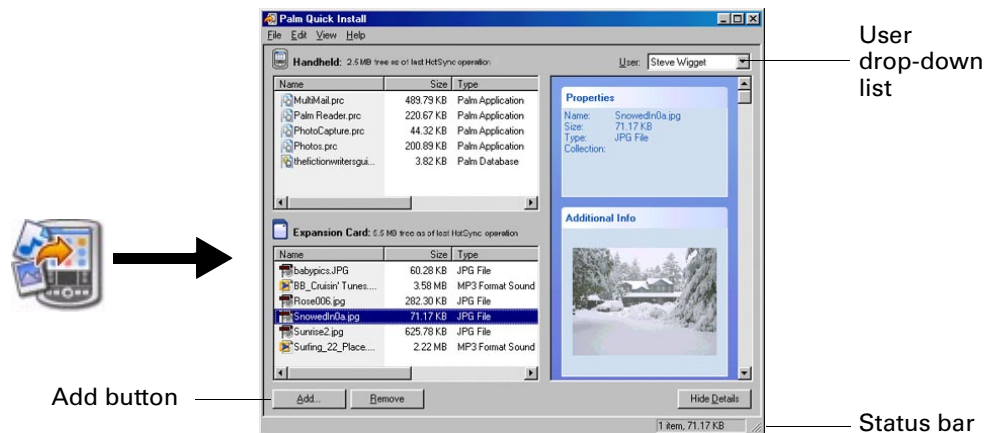 Palm Quick Install
File Edit View Help
Handheld: 2.5 MB free as of last HotSync operation
User: Steve Wigget
User drop-down list
Name Size Type
MultiMail.prc 489.79 KB Palm Application
Palm Reader.prc 220.67 KB Palm Application
PhotoCapture.prc 44.32 KB Palm Application
Photos.prc 200.89 KB Palm Application
thefictionwritersgui... 3.82 KB Palm Database
Properties
Name: SnowedIn0a.jpg
Size: 71.17 KB
Type: JPG File
Collection:
Expansion Card: 5.5 MB free as of last HotSync operation
Name Size Type
babypics.JPG 60.28 KB JPG File
BB_Cruisin' Tunes.... 3.58 MB MP3 Format Sound
Rose006.jpg 282.30 KB JPG File
SnowedIn0a.jpg 71.17 KB JPG File
Sunrise2.jpg 625.78 KB JPG File
Surfing_22_Place.... 2.22 MB MP3 Format Sound
Additional Info
Add button
Add... Remove
Hide Details
1 item, 71.17 KB
Status bar